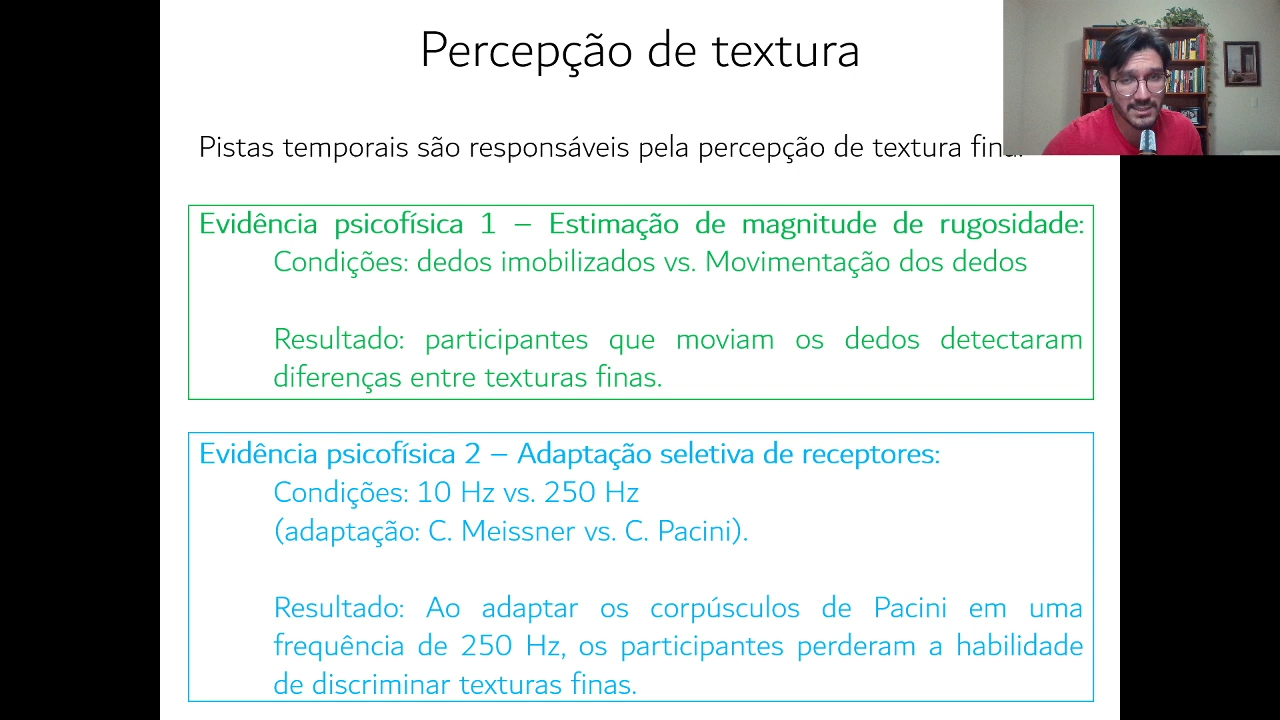 Percepção de textura
Pistas temporais são responsáveis pela percepção de textura
Evidência psicofísica 1 – Estimação de magnitude de rugosidade:
Condições: dedos imobilizados vs. Movimentação dos dedos
Resultado: participantes que moviam os dedos detectaram
diferenças entre texturas finas.
Evidência psicofísica 2 – Adaptação seletiva de receptores:
Condições: 10 Hz vs. 250 Hz
(adaptação: C. Meissner vs. C. Pacini).
Resultado: Ao adaptar os corpúsculos de Pacini em uma
frequência de 250 Hz, os participantes perderam a habilidade
de discriminar texturas finas.